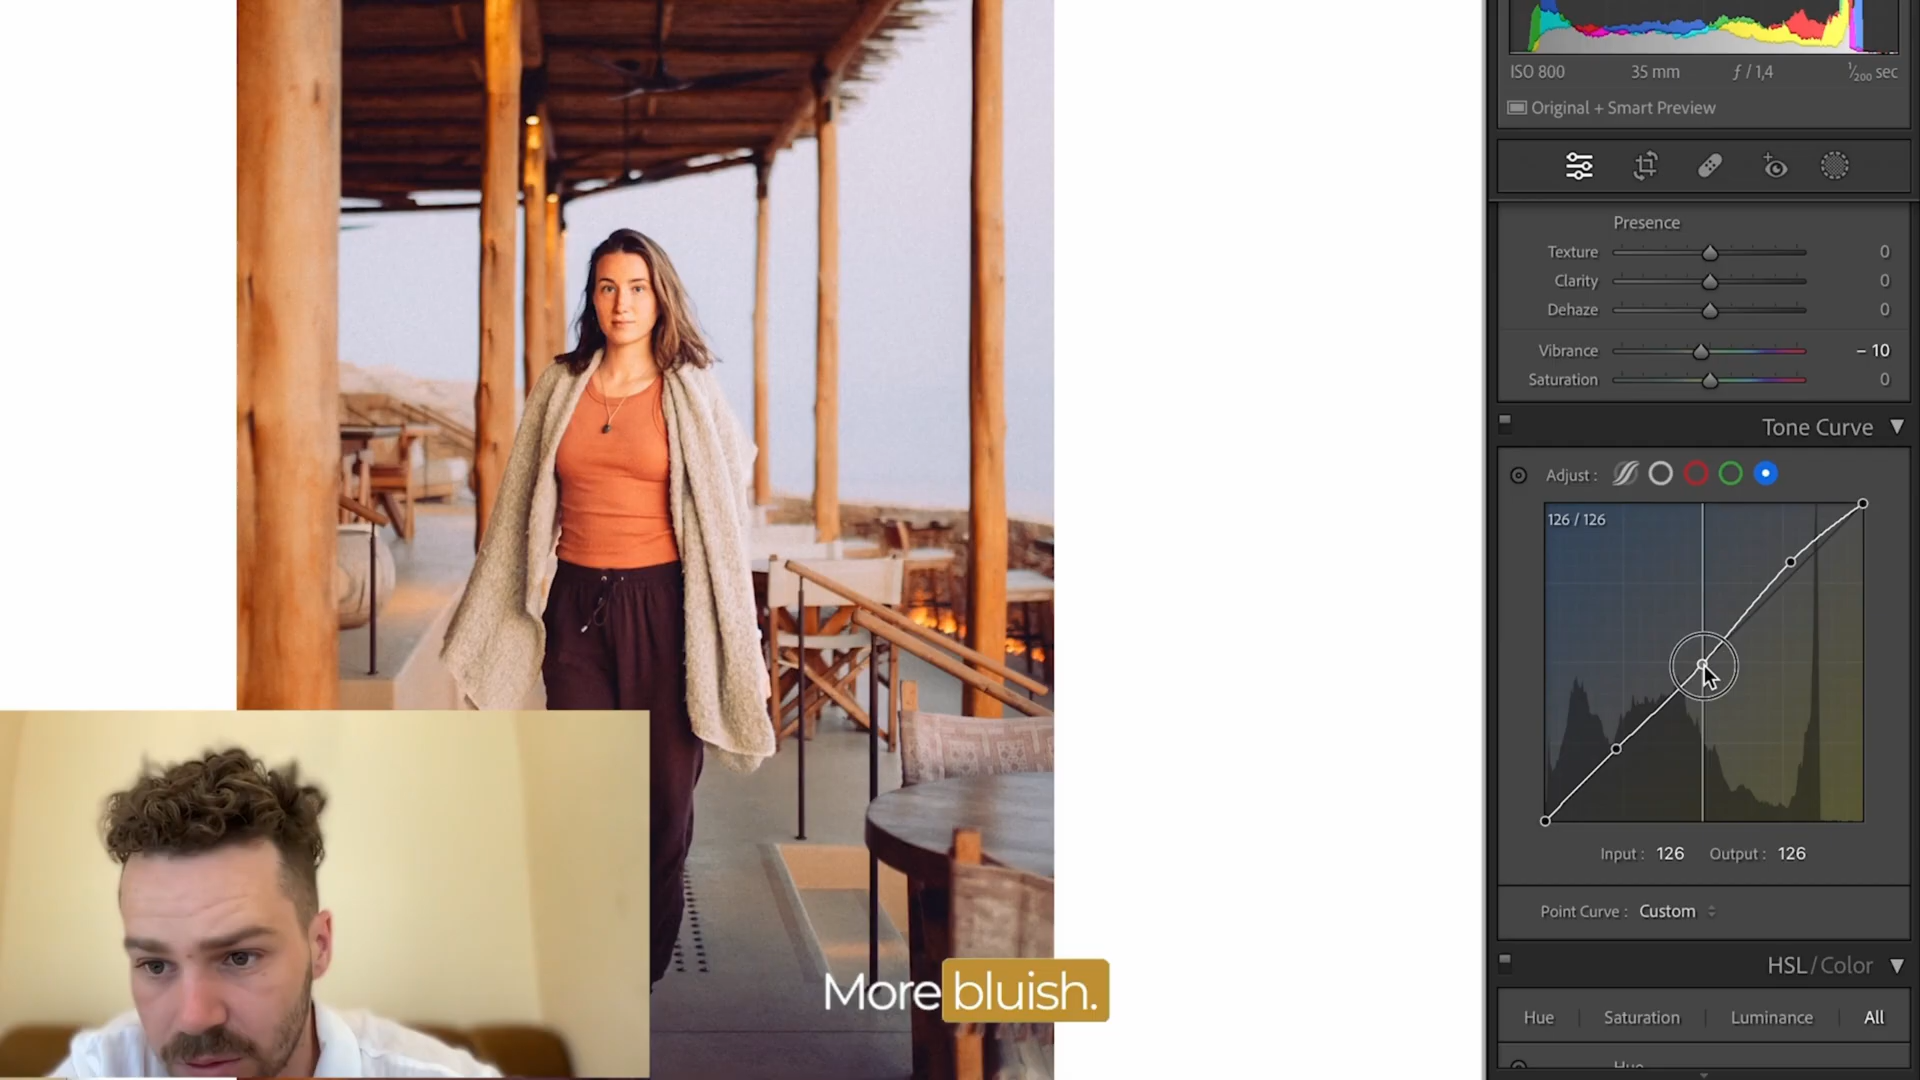 ISO 800 35 mm ƒ / 1,4 1/200 sec
Original + Smart Preview
Presence
Texture 0
Clarity 0
Dehaze 0
Vibrance – 10
Saturation 0
Tone Curve
Adjust :
126 / 126
Input : 126 Output : 126
Point Curve : Custom
More bluish.
HSL / Color
Hue Saturation Luminance All
Hue